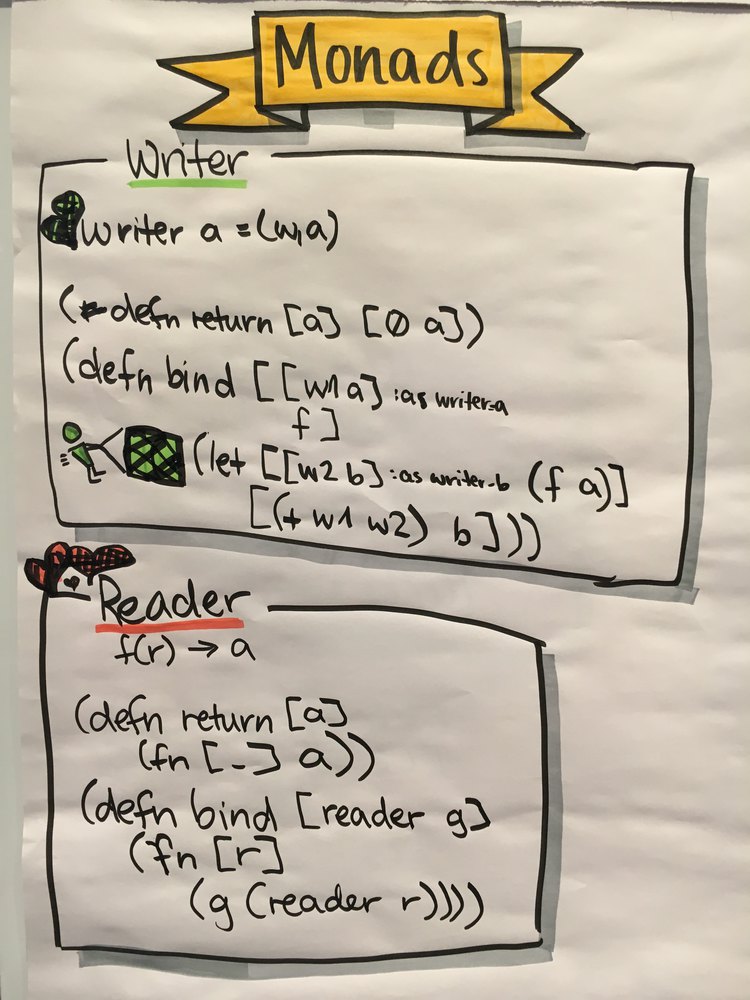 Monads
Writer
writer a = (w,a)
(defn return [a] [∅ a])
(defn bind [[w1 a] :as writer-a
f]
(let [[w2 b] :as writer-b (f a)]
[(+ w1 w2) b]))
Reader
f(r) → a
(defn return [a]
(fn [_] a))
(defn bind [reader g]
(fn [r]
(g (reader r))))